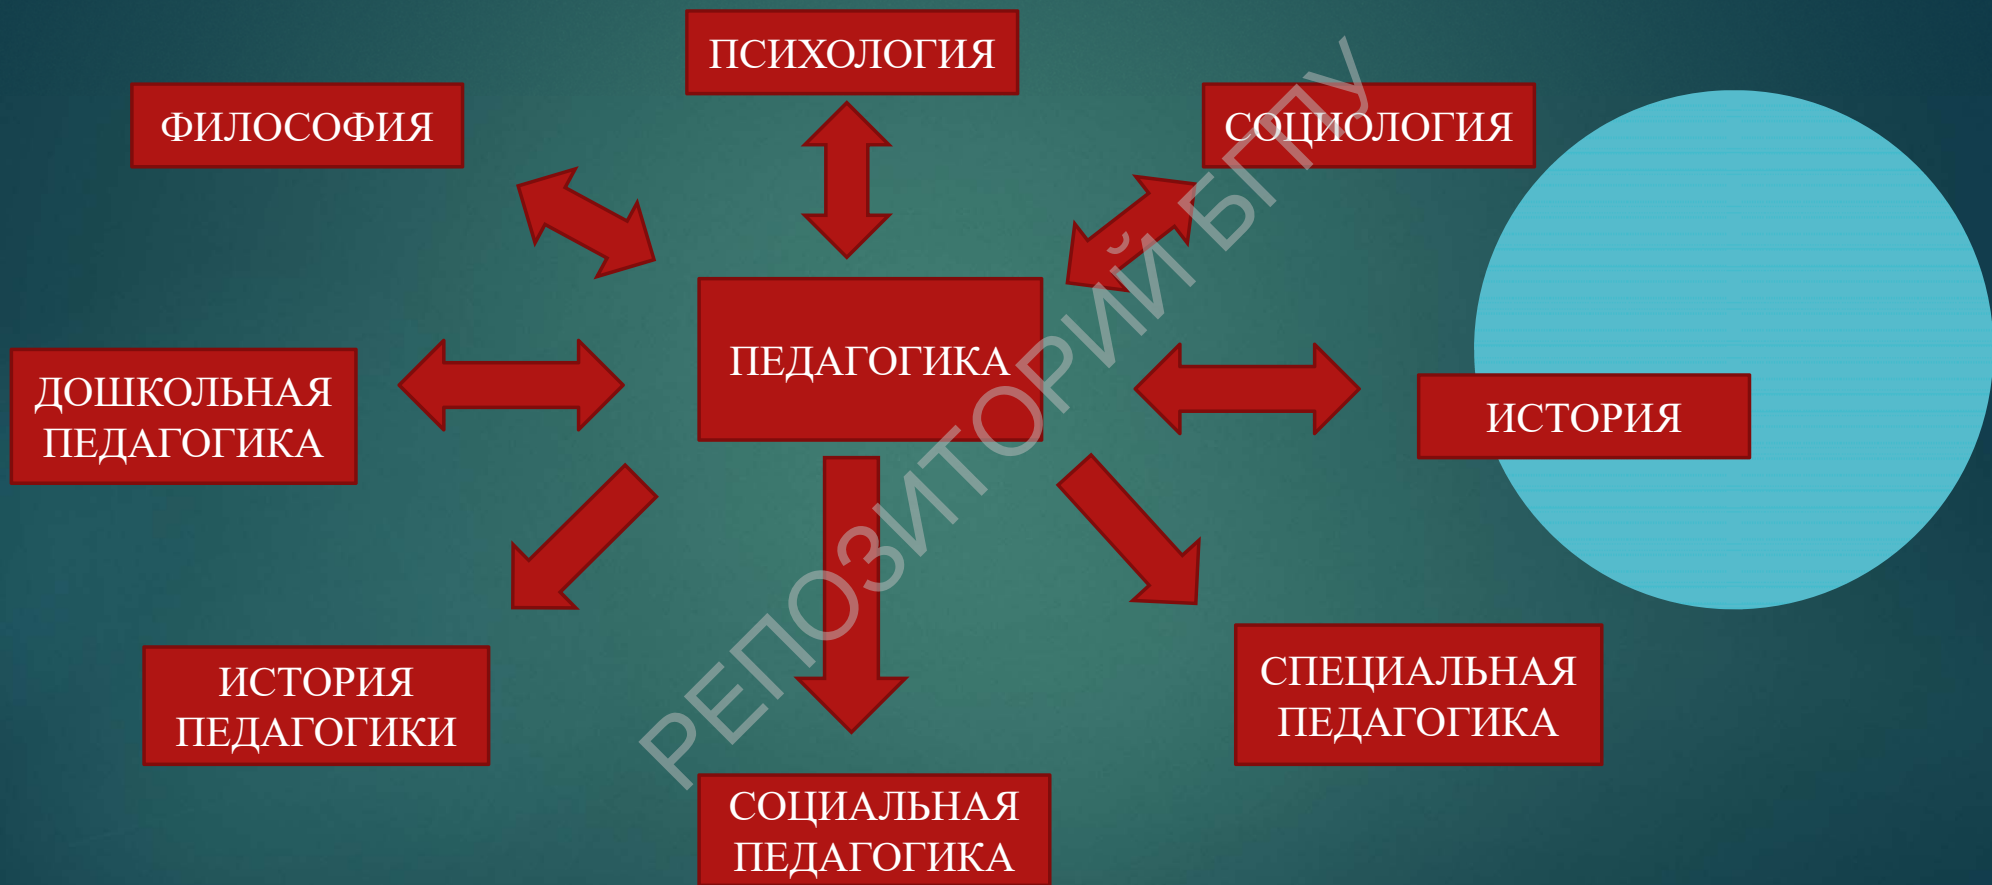 ПСИХОЛОГИЯ
ФИЛОСОФИЯ
СОЦИОЛОГИЯ
ПЕДАГОГИКА
ДОШКОЛЬНАЯ
ПЕДАГОГИКА
ИСТОРИЯ
ИСТОРИЯ
ПЕДАГОГИКИ
СПЕЦИАЛЬНАЯ
ПЕДАГОГИКА
СОЦИАЛЬНАЯ
ПЕДАГОГИКА
РЕПОЗИТОРИЙ БГПУ